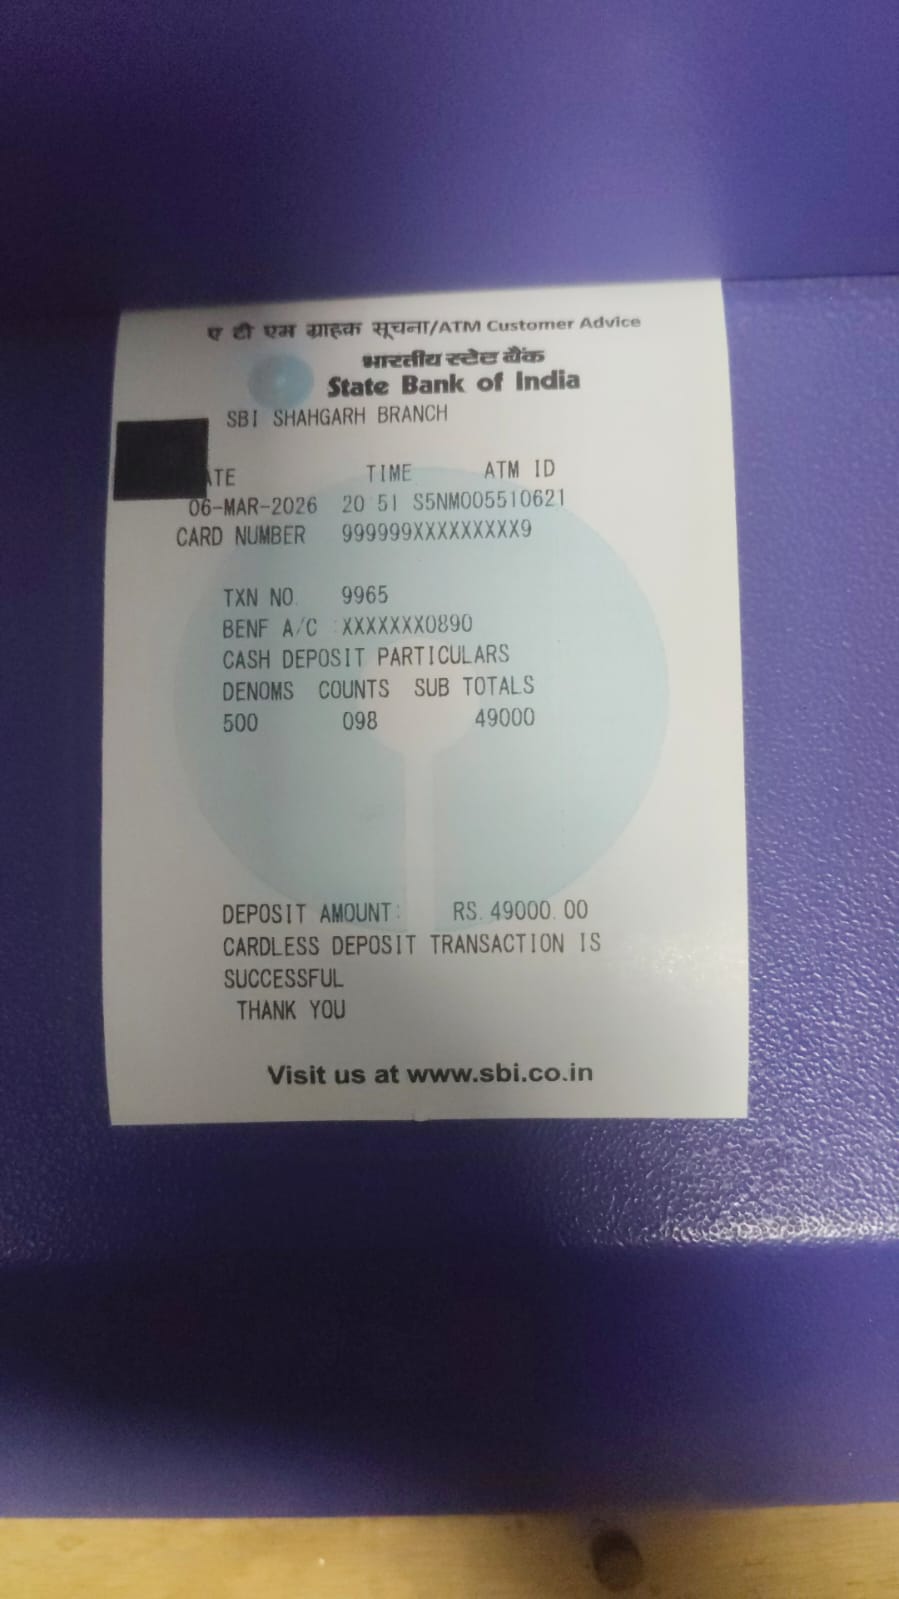 ए टी एम ग्राहक सूचना/ATM Customer Advice
भारतीय स्टेट बैंक
State Bank of India
SBI SHAHGARH BRANCH
ATE TIME ATM ID
06-MAR-2026 20:51 S5NM005510621
CARD NUMBER 999999XXXXXXXXX9
TXN NO. 9965
BENF A/C :XXXXXXX0890
CASH DEPOSIT PARTICULARS
DENOMS COUNTS SUB TOTALS
500 098 49000
DEPOSIT AMOUNT: RS. 49000.00
CARDLESS DEPOSIT TRANSACTION IS
SUCCESSFUL
THANK YOU
Visit us at www.sbi.co.in